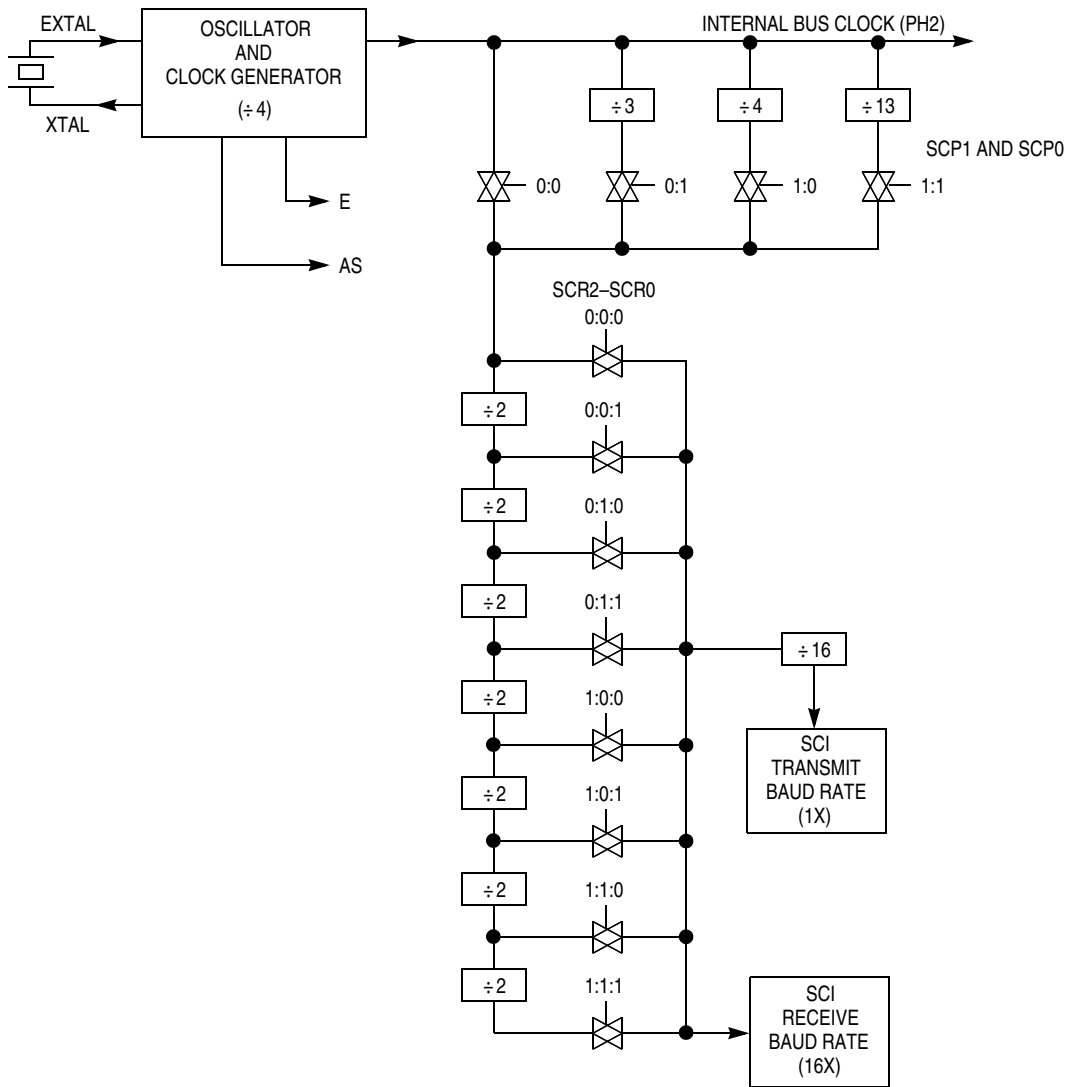 EXTAL
XTAL
OSCILLATOR
AND
CLOCK GENERATOR
(÷4)
E
AS
INTERNAL BUS CLOCK (PH2)
÷3
÷4
÷13
SCP1 AND SCP0
0:0
0:1
1:0
1:1
SCR2–SCR0
0:0:0
÷2
0:0:1
÷2
0:1:0
÷2
0:1:1
÷16
÷2
1:0:0
SCI
TRANSMIT
BAUD RATE
(1X)
÷2
1:0:1
÷2
1:1:0
÷2
1:1:1
SCI
RECEIVE
BAUD RATE
(16X)